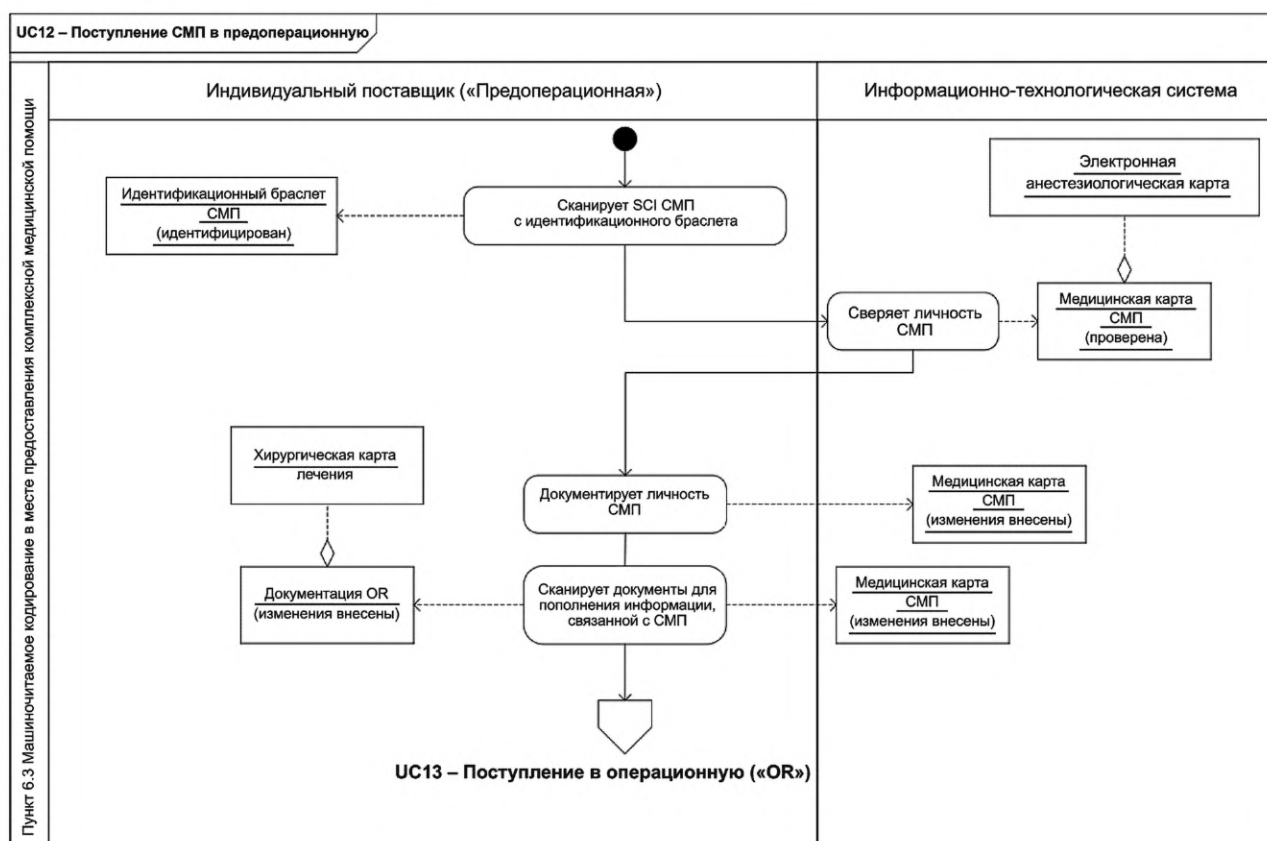 UC12 – Поступление СМП в предоперационную
Пункт 6.3 Машиночитаемое кодирование в месте предоставления комплексной медицинской помощи
Индивидуальный поставщик («Предоперационная»)
Информационно-технологическая система
Электронная
анестезиологическая карта
Идентификационный браслет
СМП
(идентифицирован)
Сканирует SCI СМП
с идентификационного браслета
Сверяет личность
СМП
Медицинская карта
СМП
(проверена)
Хирургическая карта
лечения
Документирует личность
СМП
Медицинская карта
СМП
(изменения внесены)
Документация OR
(изменения внесены)
Сканирует документы для
пополнения информации,
связанной с СМП
Медицинская карта
СМП
(изменения внесены)
UC13 – Поступление в операционную («OR»)